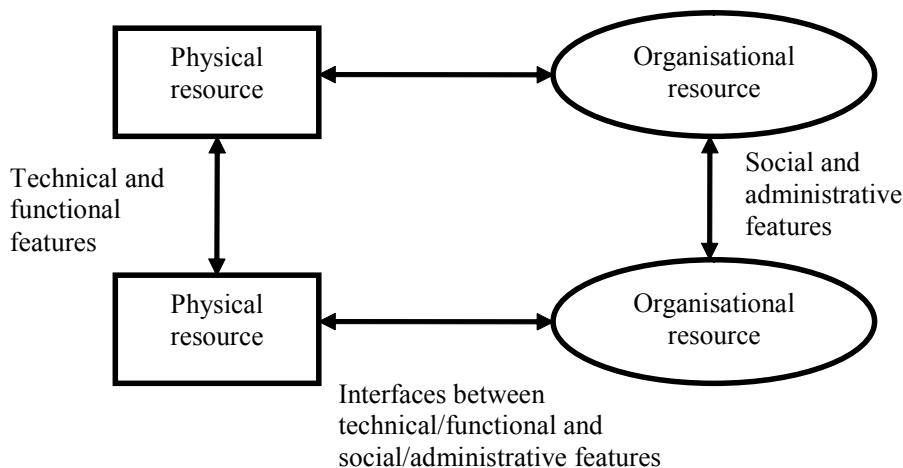 Physical
resource
Organisational
resource
Technical and
functional
features
Social and
administrative
features
Physical
resource
Organisational
resource
Interfaces between
technical/functional and
social/administrative features